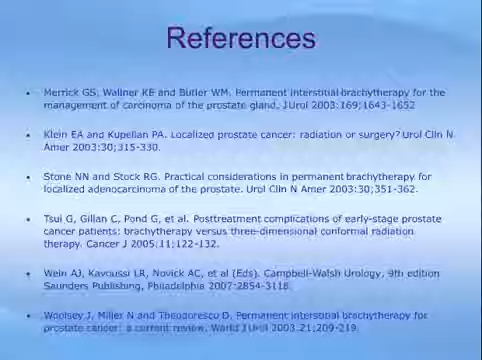 References
• Merrick GS, Wallner KE and Butler WM. Permanent interstitial brachytherapy for the
management of carcinoma of the prostate gland. J Urol 2003;169;1643-1652
• Klein EA and Kupelian PA. Localized prostate cancer: radiation or surgery? Urol Clin N
Amer 2003;30;315-330.
• Stone NN and Stock RG. Practical considerations in permanent brachytherapy for
localized adenocarcinoma of the prostate. Urol Clin N Amer 2003;30;351-362.
• Tsui G, Gillan C, Pond G, et al. Posttreatment complications of early-stage prostate
cancer patients: brachytherapy versus three-dimensional conformal radiation
therapy. Cancer J 2005;11;122-132.
• Wein AJ, Kavoussi LR, Novick AC, et al (Eds). Campbell-Walsh Urology, 9th edition
Saunders Publishing, Philadelphia 2007:2854-3118.
• Woolsey J, Miller N and Theodorescu D. Permanent interstitial brachytherapy for
prostate cancer: a current review. World J Urol 2003;21;209-219.